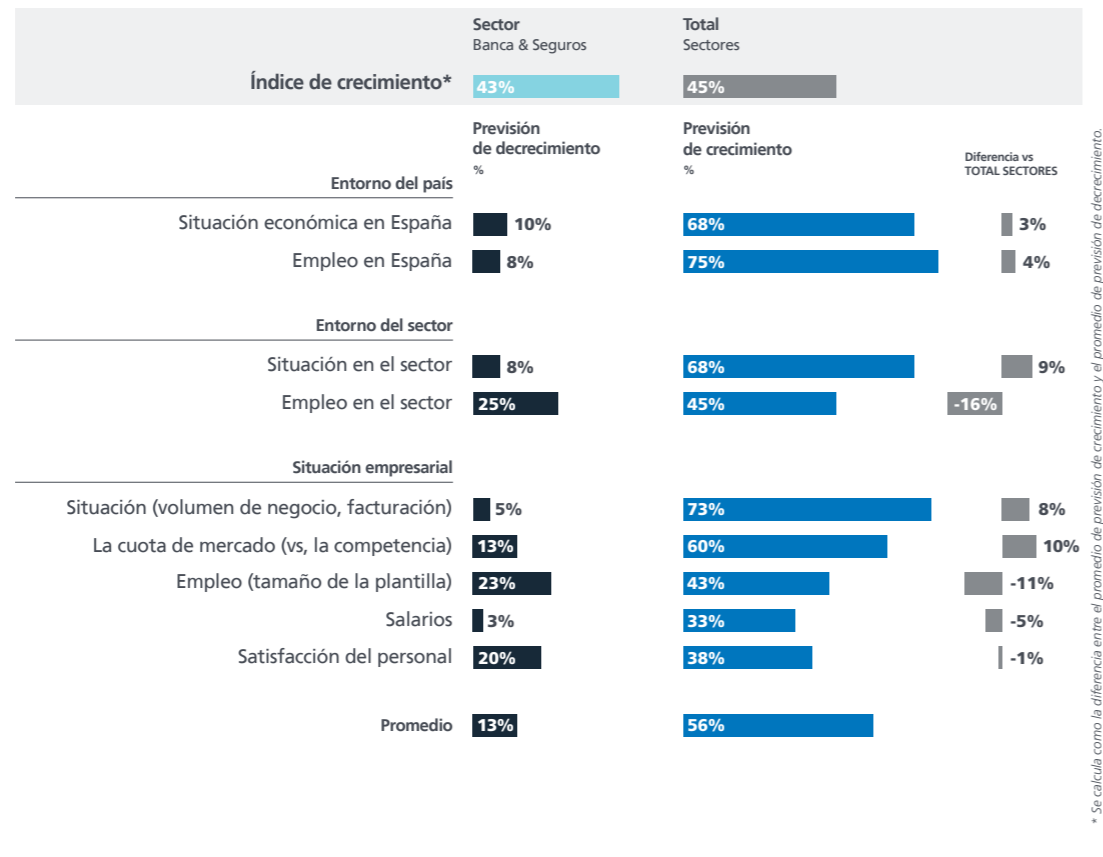 Sector
Banca & Seguros
Total
Sectores
Índice de crecimiento*
43%
45%
Previsión
de decrecimiento
%
Previsión
de crecimiento
%
Diferencia vs
TOTAL SECTORES
Entorno del país
Situación económica en España 10% 68% 3%
Empleo en España 8% 75% 4%
Entorno del sector
Situación en el sector 8% 68% 9%
Empleo en el sector 25% 45% -16%
Situación empresarial
Situación (volumen de negocio, facturación) 5% 73% 8%
La cuota de mercado (vs, la competencia) 13% 60% 10%
Empleo (tamaño de la plantilla) 23% 43% -11%
Salarios 3% 33% -5%
Satisfacción del personal 20% 38% -1%
Promedio 13% 56%
* Se calcula como la diferencia entre el promedio de previsión de crecimiento y el promedio de previsión de decrecimiento.